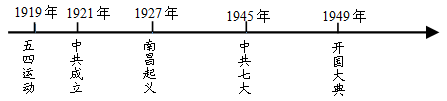 1919年
1921年
1927年
1945年
1949年
五四运动
中共成立
南昌起义
中共七大
开国大典